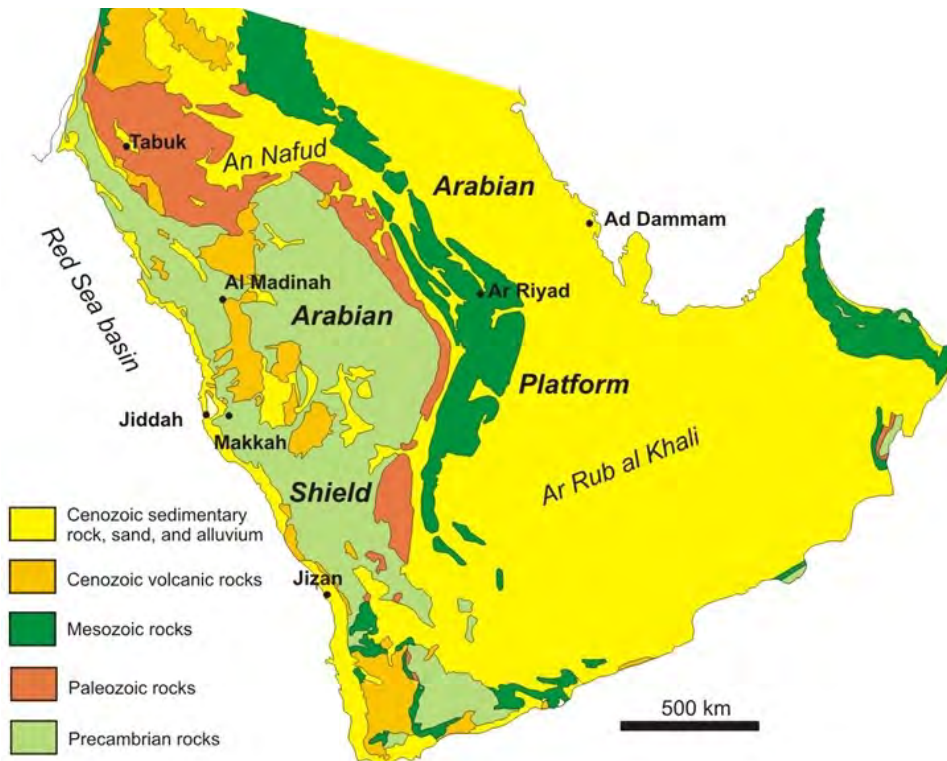 Tabuk
An Nafud
Arabian
Ad Dammam
Red Sea basin
Al Madinah
Ar Riyad
Arabian
Platform
Jiddah
Makkah
Ar Rub al Khali
Shield
Cenozoic sedimentary
rock, sand, and alluvium
Cenozoic volcanic rocks
Jizan
Mesozoic rocks
Paleozoic rocks
500 km
Precambrian rocks